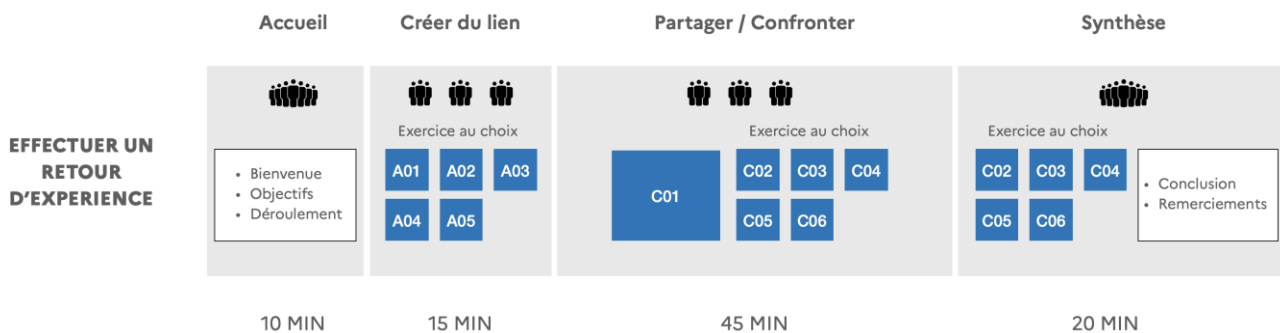 Accueil
Créer du lien
Partager / Confronter
Synthèse
EFFECTUER UN
RETOUR
D'EXPERIENCE
• Bienvenue
• Objectifs
• Déroulement
Exercice au choix
A01 A02 A03
A04 A05
C01
Exercice au choix
C02 C03 C04
C05 C06
Exercice au choix
C02 C03 C04
C05 C06
• Conclusion
• Remerciements
10 MIN
15 MIN
45 MIN
20 MIN